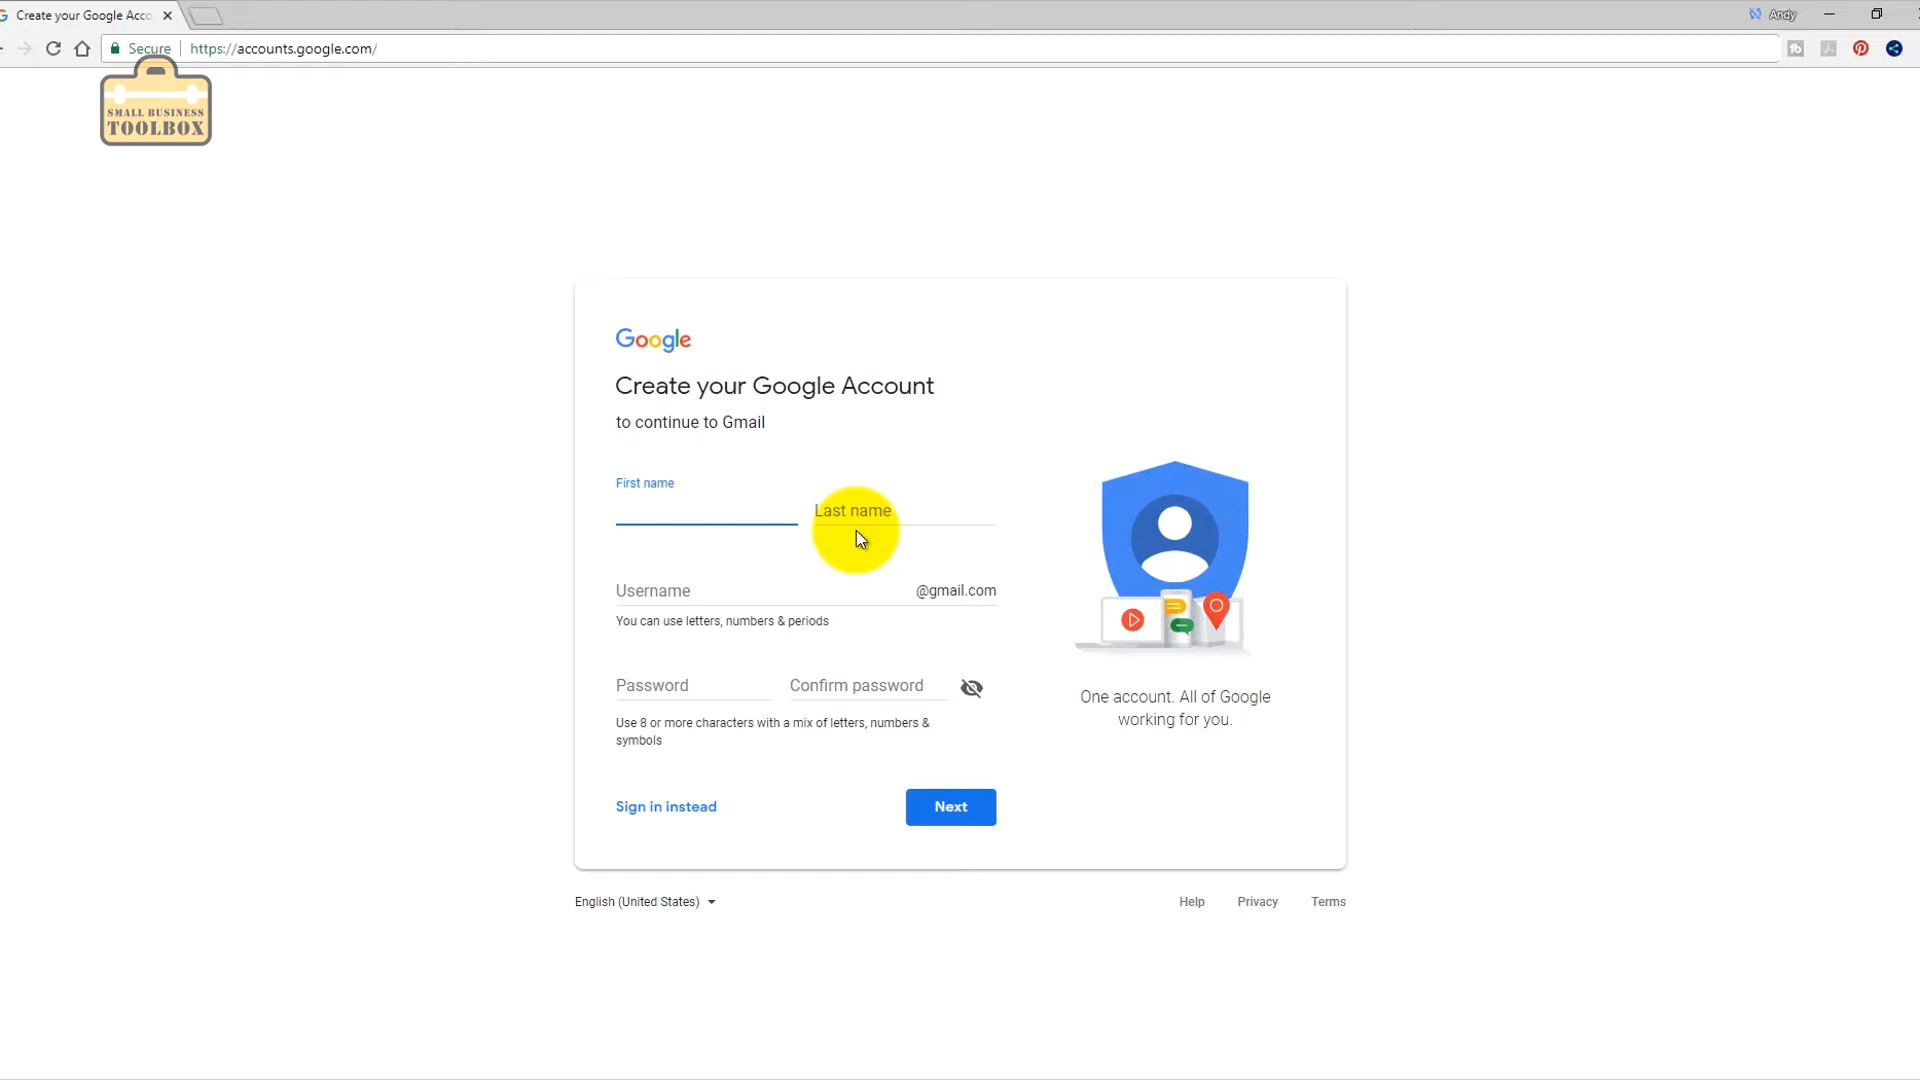 Create your Google Acco
Andy
Secure
https://accounts.google.com/
SMALL BUSINESS
TOOLBOX
Google
Create your Google Account
to continue to Gmail
First name
Last name
Username
@gmail.com
You can use letters, numbers & periods
Password
Confirm password
Use 8 or more characters with a mix of letters, numbers &
symbols
One account. All of Google
working for you.
Sign in instead
Next
English (United States)
Help
Privacy
Terms